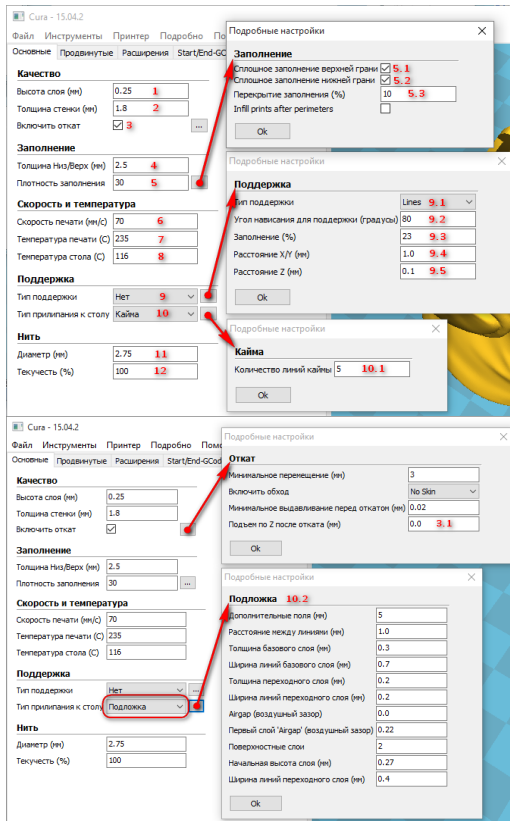 Cura - 15.04.2
Файл Инструменты Принтер Подробно По
Основные Продвинутые Расширения Start/End-GC
Качество
Высота слоя (мм) 0.25 1
Толщина стенки (мм) 1.8 2
Включить откат 3 ...
Заполнение
Толщина Низ/Верх (мм) 2.5 4
Плотность заполнения 30 5
Скорость и температура
Скорость печати (мм/с) 70 6
Температура печати (C) 235 7
Температура стола (C) 116 8
Поддержка
Тип поддержки Нет 9
Тип прилипания к столу Кайма 10
Нить
Диаметр (мм) 2.75 11
Текучесть (%) 100 12
Подробные настройки
Заполнение
Сплошное заполнение верхней грани 5.1
Сплошное заполнение нижней грани 5.2
Перекрытие заполнения (%) 10 5.3
Infill prints after perimeters
Ok
Подробные настройки
Поддержка
Тип поддержки Lines 9.1
Угол нависания для поддержки (градусы) 80 9.2
Заполнение (%) 23 9.3
Расстояние X/Y (мм) 1.0 9.4
Расстояние Z (мм) 0.1 9.5
Ok
Подробные настройки
Кайма
Количество линий каймы 5 10.1
Ok
Cura - 15.04.2
Файл Инструменты Принтер Подробно Помо
Основные Продвинутые Расширения Start/End-GCod
Качество
Высота слоя (мм) 0.25
Толщина стенки (мм) 1.8
Включить откат
Заполнение
Толщина Низ/Верх (мм) 2.5
Плотность заполнения 30 ...
Скорость и температура
Скорость печати (мм/с) 70
Температура печати (C) 235
Температура стола (C) 116
Поддержка
Тип поддержки Нет ...
Тип прилипания к столу Подложка
Нить
Диаметр (мм) 2.75
Текучесть (%) 100
Подробные настройки
Откат
Минимальное перемещение (мм) 3
Включить обход No Skin
Минимальное выдавливание перед откатом (мм) 0.02
Подъем по Z после отката (мм) 0.0 3.1
Ok
Подробные настройки
Подложка 10.2
Дополнительные поля (мм) 5
Расстояние между линиями (мм) 1.0
Толщина базового слоя (мм) 0.3
Ширина линий базового слоя (мм) 0.7
Толщина переходного слоя (мм) 0.2
Ширина линий переходного слоя (мм) 0.2
Airgap (воздушный зазор) 0.0
Первый слой 'Airgap' (воздушный зазор) 0.22
Поверхностные слои 2
Начальная высота слоя (мм) 0.27
Ширина линий переходного слоя (мм) 0.4
Ok